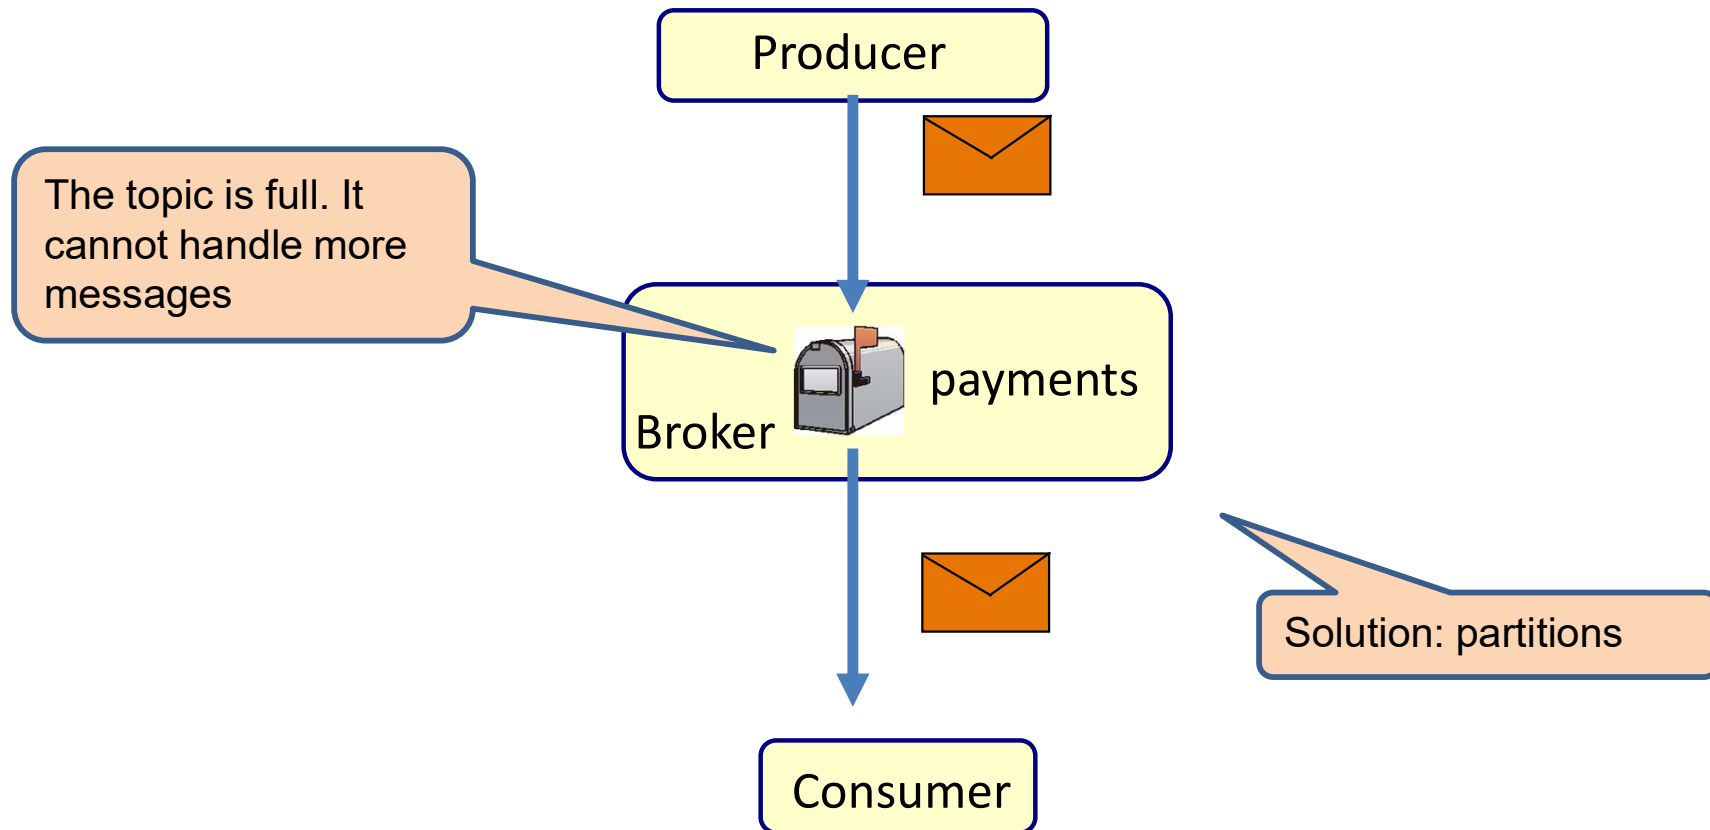 Producer
The topic is full. It
cannot handle more
messages
payments
Broker
Solution: partitions
Consumer